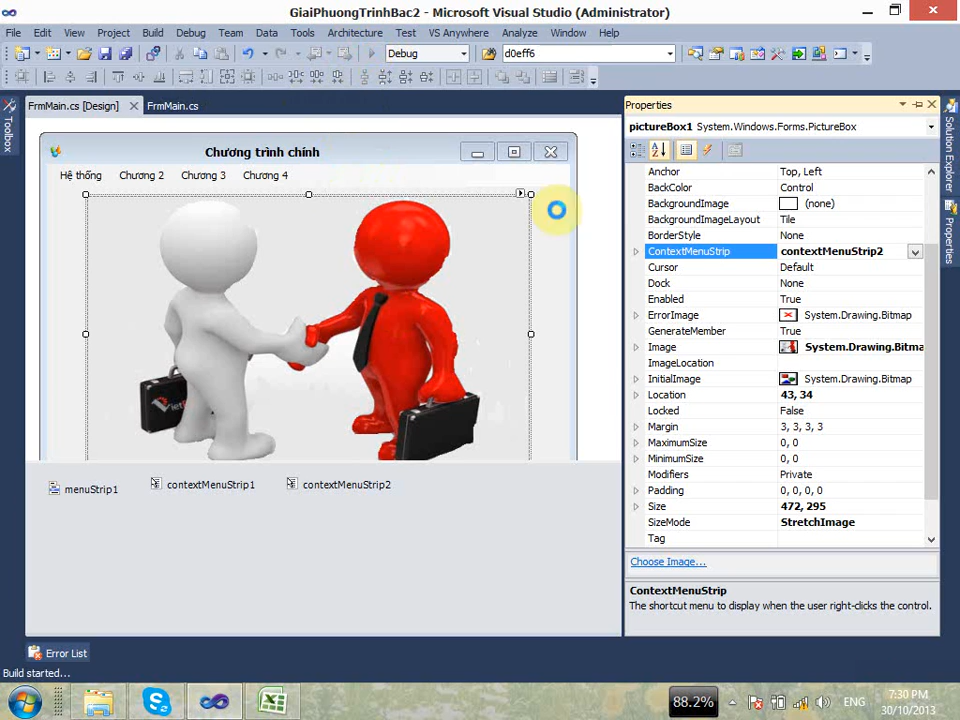 GiaiPhuongTrinhBac2 - Microsoft Visual Studio (Administrator)
File Edit View Project Build Debug Team Data Tools Architecture Test VS Anywhere Analyze Window Help
Debug d0eff6
FrmMain.cs [Design] FrmMain.cs
Toolbox
Chương trình chính
Hệ thống Chương 2 Chương 3 Chương 4
menuStrip1 contextMenuStrip1 contextMenuStrip2
Properties
pictureBox1 System.Windows.Forms.PictureBox
Anchor Top, Left
BackColor Control
BackgroundImage (none)
BackgroundImageLayout Tile
BorderStyle None
ContextMenuStrip contextMenuStrip2
Cursor Default
Dock None
Enabled True
ErrorImage System.Drawing.Bitmap
GenerateMember True
Image System.Drawing.Bitma
ImageLocation
InitialImage System.Drawing.Bitmap
Location 43, 34
Locked False
Margin 3, 3, 3, 3
MaximumSize 0, 0
MinimumSize 0, 0
Modifiers Private
Padding 0, 0, 0, 0
Size 472, 295
SizeMode StretchImage
Tag
Choose Image...
ContextMenuStrip
The shortcut menu to display when the user right-clicks the control.
Solution Explorer
Properties
Error List
Build started...
88.2% ENG 7:30 PM
30/10/2013